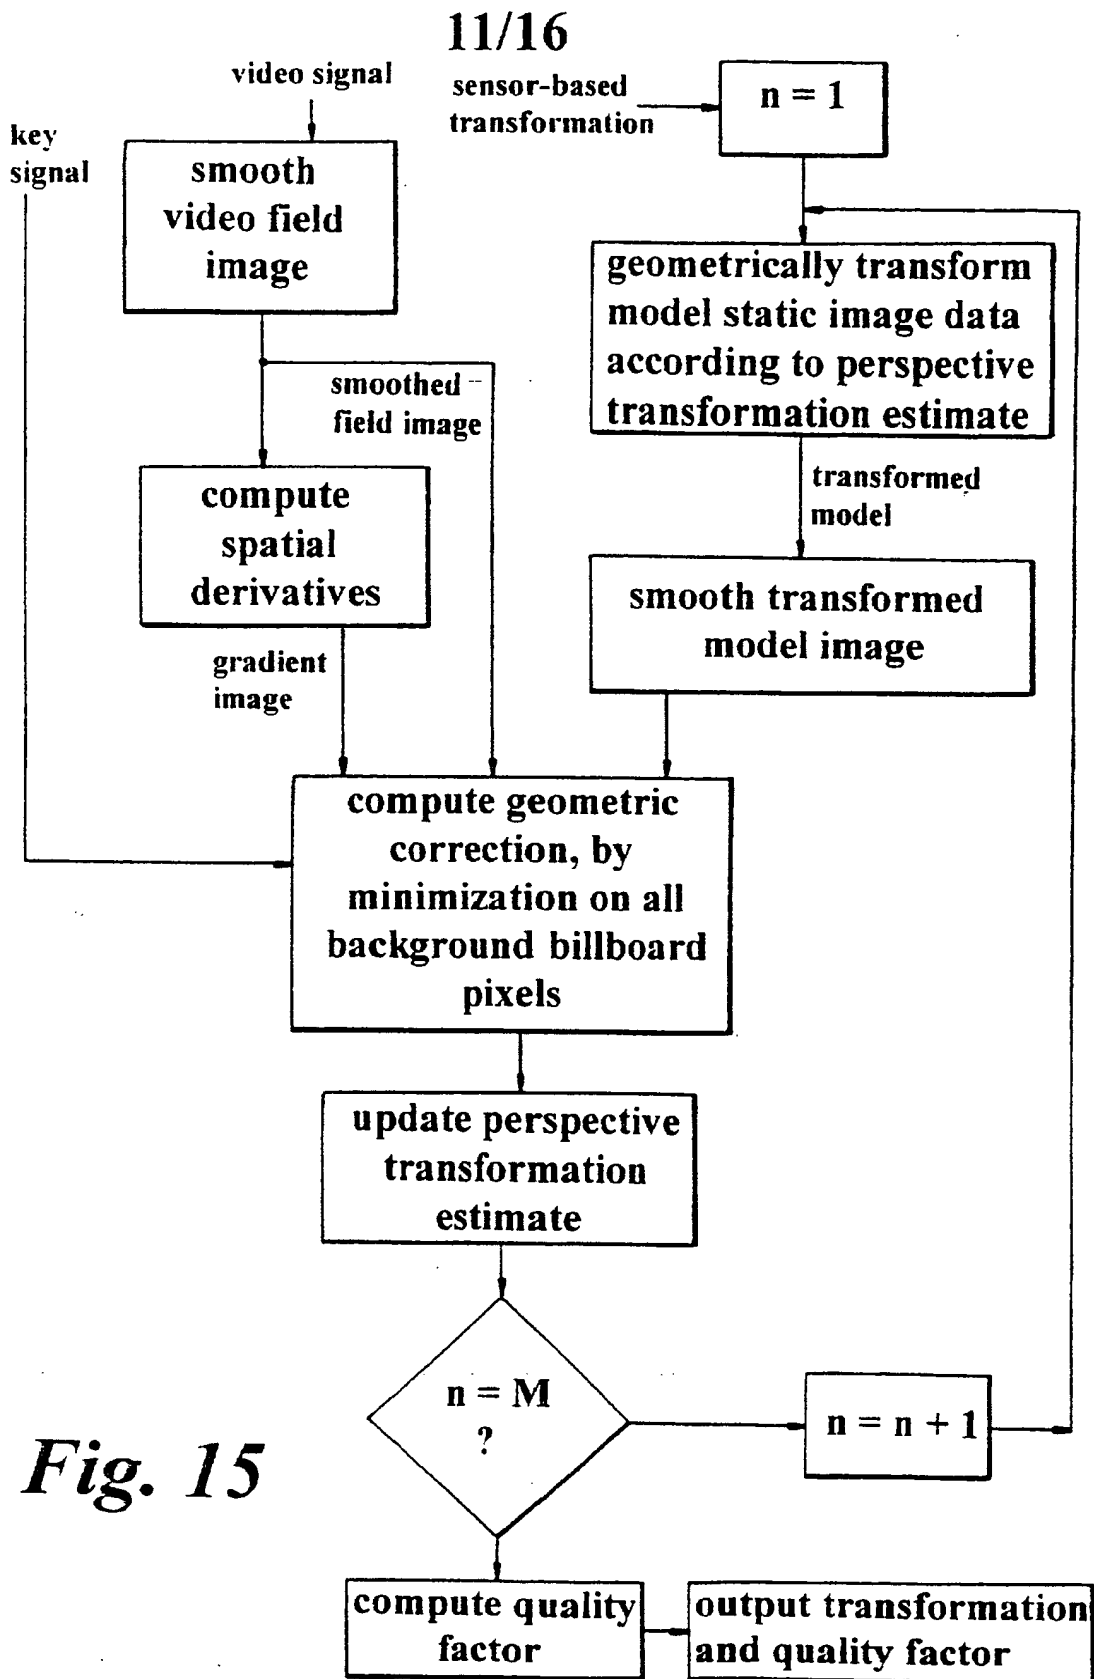 11/16
video signal
sensor-based
transformation
n = 1
key
signal
smooth
video field
image
geometrically transform
model static image data
according to perspective
transformation estimate
smoothed
field image
transformed
model
compute
spatial
derivatives
smooth transformed
model image
gradient
image
compute geometric
correction, by
minimization on all
background billboard
pixels
update perspective
transformation
estimate
n = M
?
n = n + 1
Fig. 15
compute quality
factor
output transformation
and quality factor